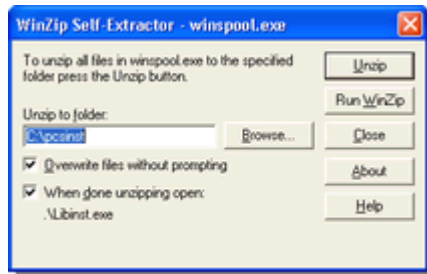 WinZip Self-Extractor - winspool.exe
To unzip all files in winspool.exe to the specified
folder press the Unzip button.
Unzip to folder:
C:\pcsinst
Browse...
Overwrite files without prompting
When done unzipping open:
.\Libinst.exe
Unzip
Run WinZip
Close
About
Help